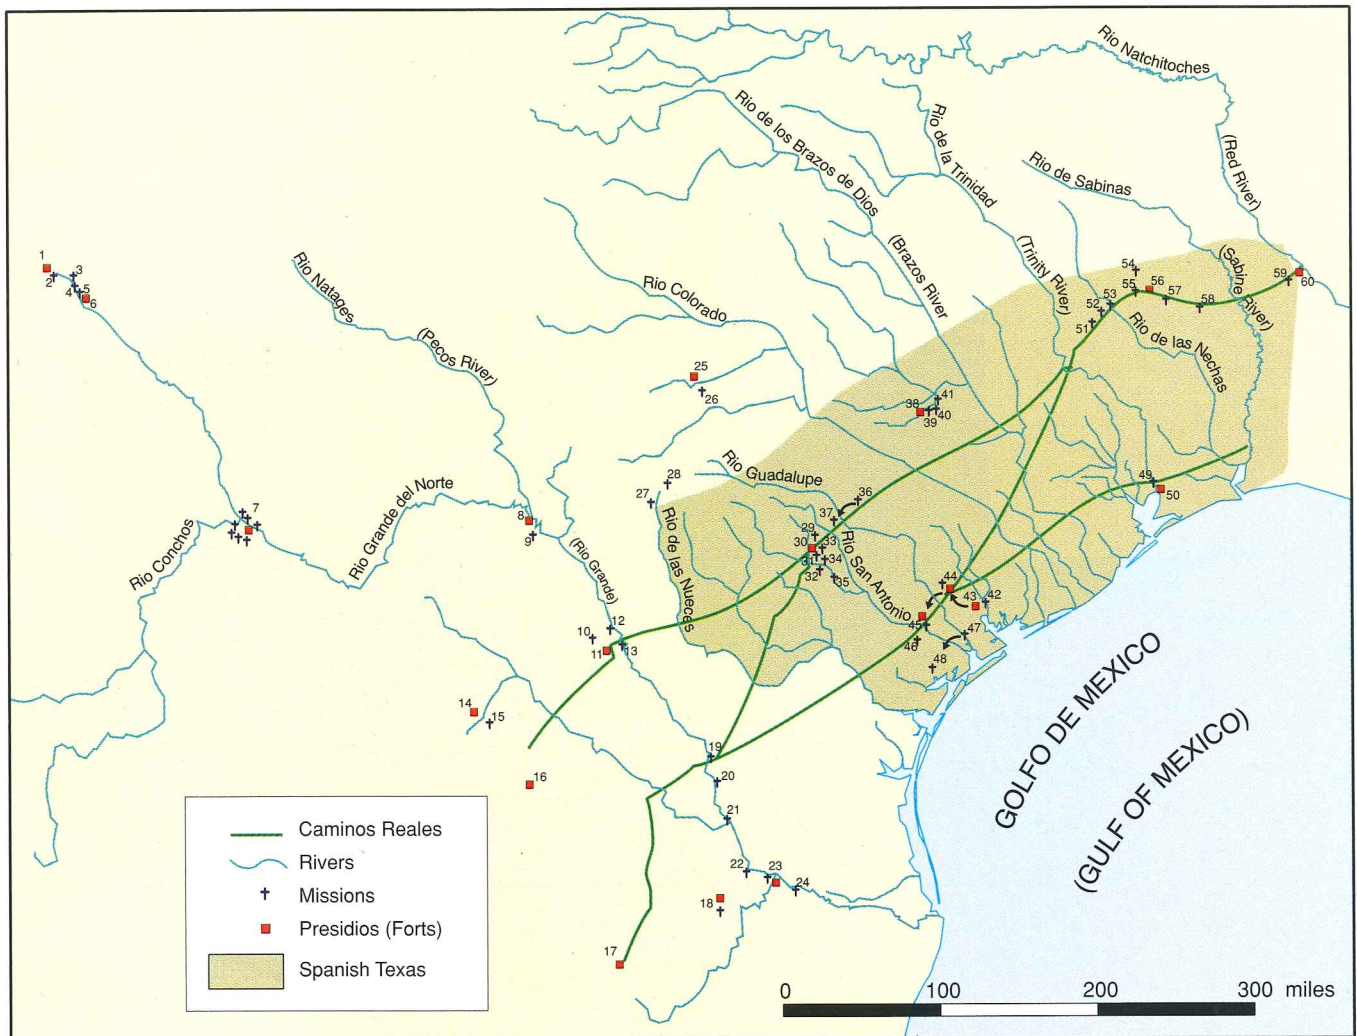 Rio Natchitoches
(Red River)
Rio de los Brazos de Dios
(Brazos River
Rio de la Trinidad
(Trinity River)
Rio de Sabinas
(Sabine River)
Rio de las Nechas
Rio Natages
(Pecos River)
Rio Colorado
Rio Guadalupe
Rio San Antonio
Rio de las Nueces
Rio Grande del Norte
(Rio Grande)
Rio Conchos
GOLFO DE MEXICO
(GULF OF MEXICO)
1
2
3
4
5
6
7
8
9
10
11
12
13
14
15
16
17
18
19
20
21
22
23
24
25
26
27
28
29
30
31
32
33
34
35
36
37
38
39
40
41
42
43
44
45
46
47
48
49
50
51
52
53
54
55
56
57
58
59
60
Caminos Reales
Rivers
Missions
Presidios (Forts)
Spanish Texas
0 100 200 300 miles